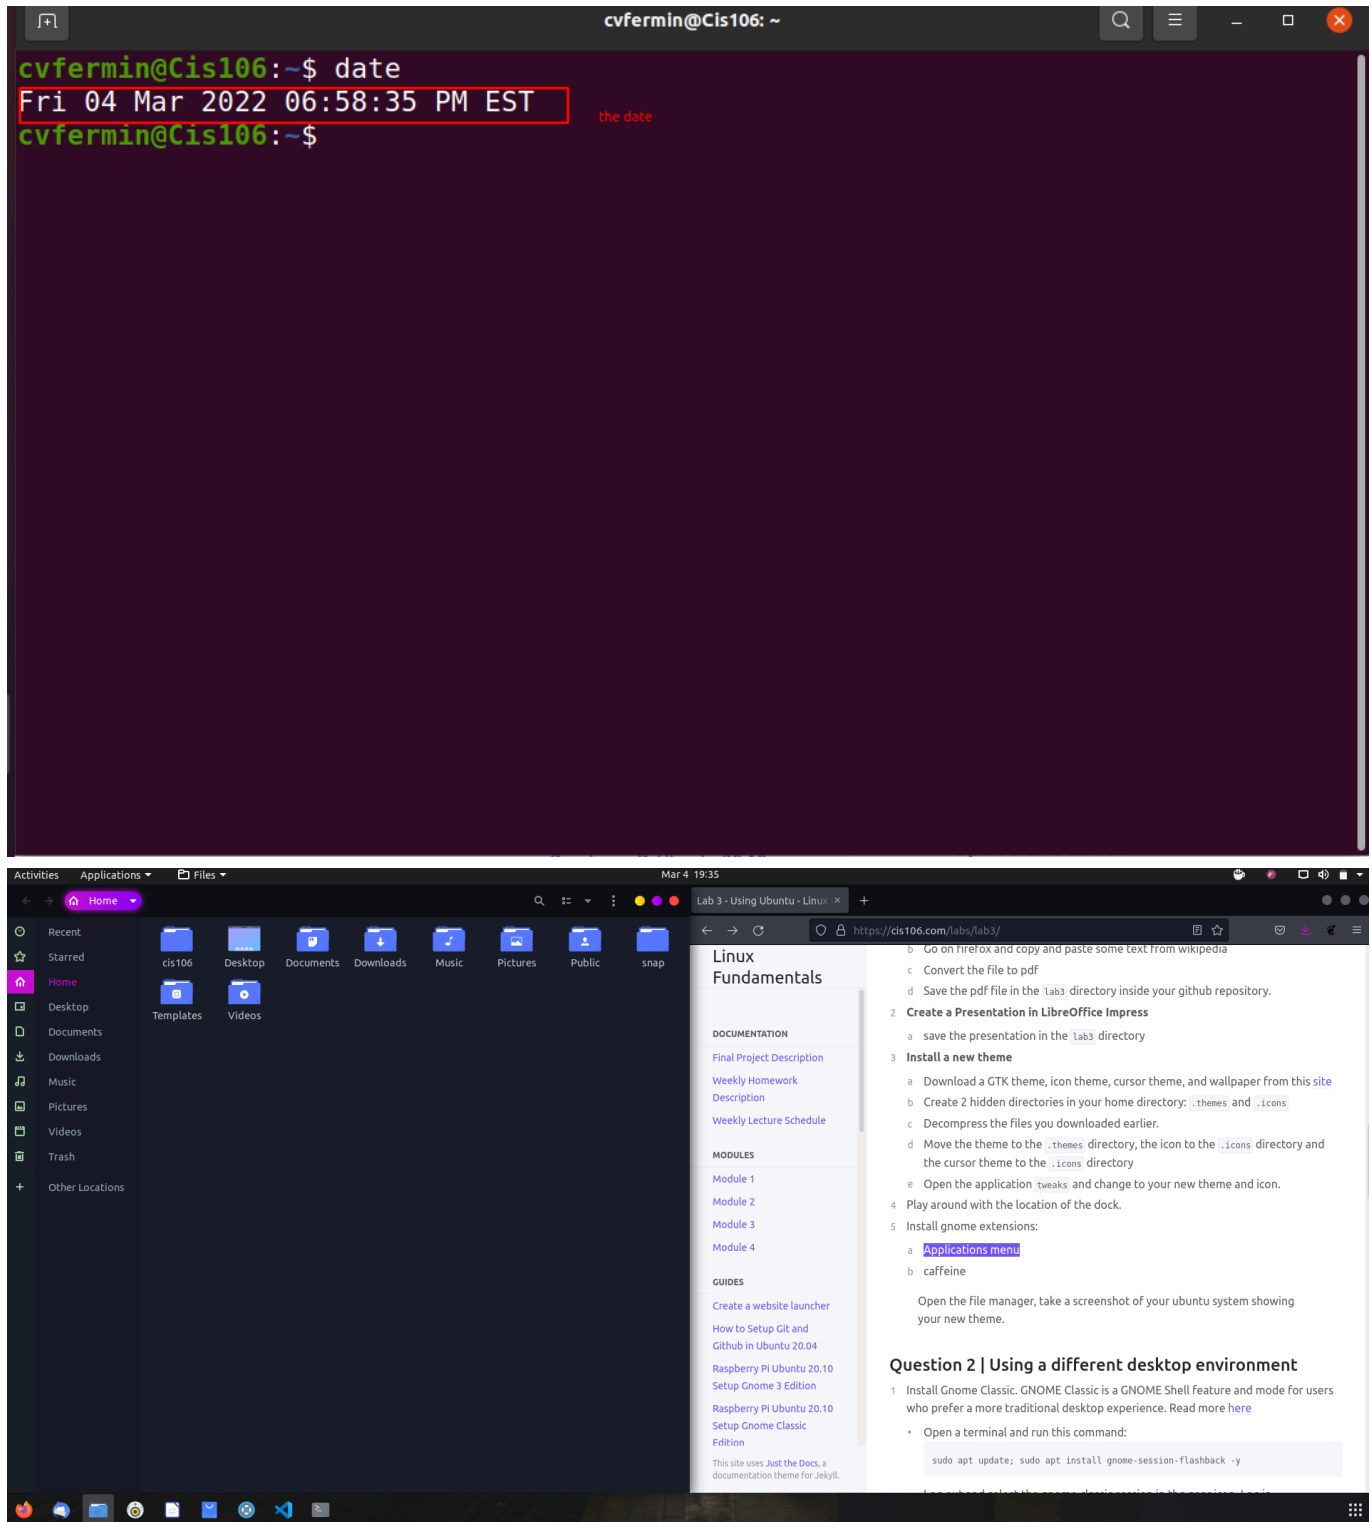 cvfermin@Cis106: ~
cvfermin@Cis106:~$ date
Fri 04 Mar 2022 06:58:35 PM EST
the date
cvfermin@Cis106:~$
Activities Applications Files Mar 4 19:35
Home
Recent
Starred
Home
Desktop
Documents
Downloads
Music
Pictures
Videos
Trash
+ Other Locations
cis106 Desktop Documents Downloads Music Pictures Public snap
Templates Videos
Lab 3 - Using Ubuntu - Linux × +
https://cis106.com/labs/lab3/
Linux
Fundamentals
DOCUMENTATION
Final Project Description
Weekly Homework
Description
Weekly Lecture Schedule
MODULES
Module 1
Module 2
Module 3
Module 4
GUIDES
Create a website launcher
How to Setup Git and
Github in Ubuntu 20.04
Raspberry Pi Ubuntu 20.10
Setup Gnome 3 Edition
Raspberry Pi Ubuntu 20.10
Setup Gnome Classic
Edition
This site uses Just the Docs, a
documentation theme for Jekyll.
b Go on firefox and copy and paste some text from wikipedia
c Convert the file to pdf
d Save the pdf file in the lab3 directory inside your github repository.
2 Create a Presentation in LibreOffice Impress
a save the presentation in the lab3 directory
3 Install a new theme
a Download a GTK theme, icon theme, cursor theme, and wallpaper from this site
b Create 2 hidden directories in your home directory: .themes and .icons
c Decompress the files you downloaded earlier.
d Move the theme to the .themes directory, the icon to the .icons directory and
the cursor theme to the .icons directory
e Open the application tweaks and change to your new theme and icon.
4 Play around with the location of the dock.
5 Install gnome extensions:
a Applications menu
b caffeine
Open the file manager, take a screenshot of your ubuntu system showing
your new theme.
Question 2 | Using a different desktop environment
1 Install Gnome Classic. GNOME Classic is a GNOME Shell feature and mode for users
who prefer a more traditional desktop experience. Read more here
• Open a terminal and run this command:
sudo apt update; sudo apt install gnome-session-flashback -y